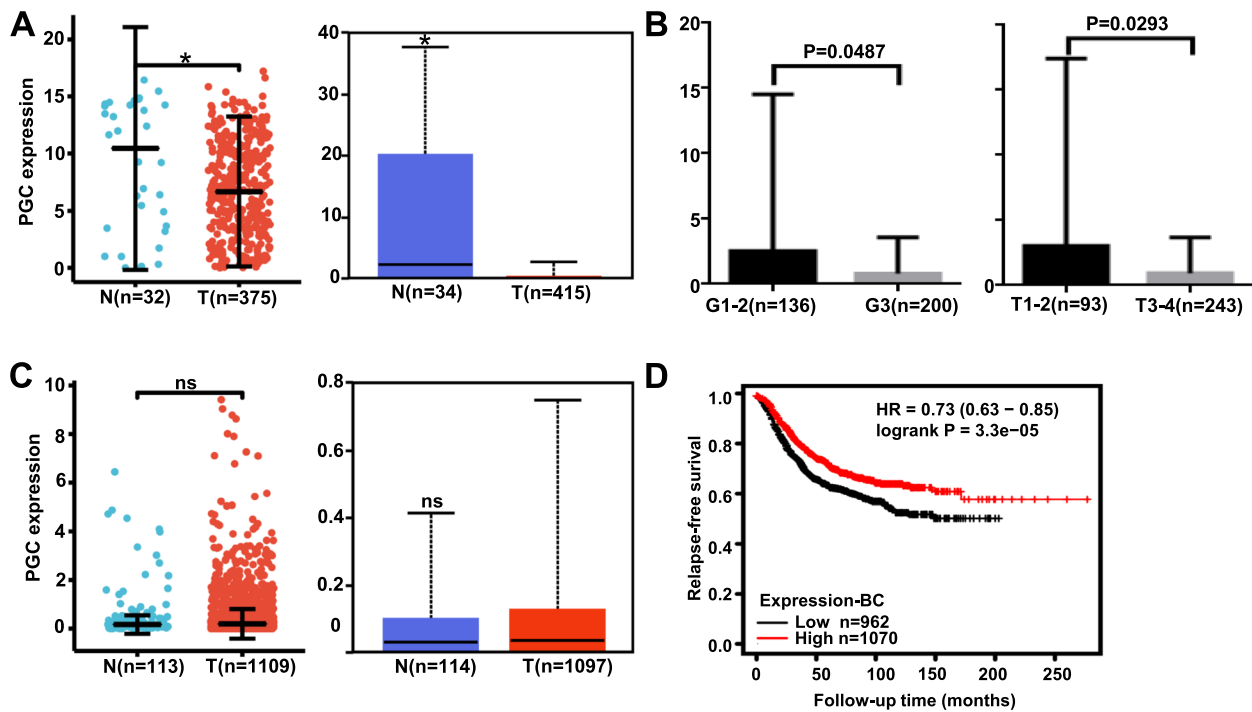 A
PGC expression
20
15
10
5
0
*
N(n=32)
T(n=375)
40
30
20
10
0
*
N(n=34)
T(n=415)
B
20
15
10
5
0
P=0.0487
G1-2(n=136)
G3(n=200)
0
P=0.0293
T1-2(n=93)
T3-4(n=243)
C
PGC expression
10
8
6
4
2
0
ns
N(n=113)
T(n=1109)
0.8
0.6
0.4
0.2
0
ns
N(n=114)
T(n=1097)
D
Relapse-free survival
1.0
0.8
0.6
0.4
0.2
0.0
HR = 0.73 (0.63 − 0.85)
logrank P = 3.3e−05
Expression-BC
Low n=962
High n=1070
0
50
100
150
200
250
Follow-up time (months)